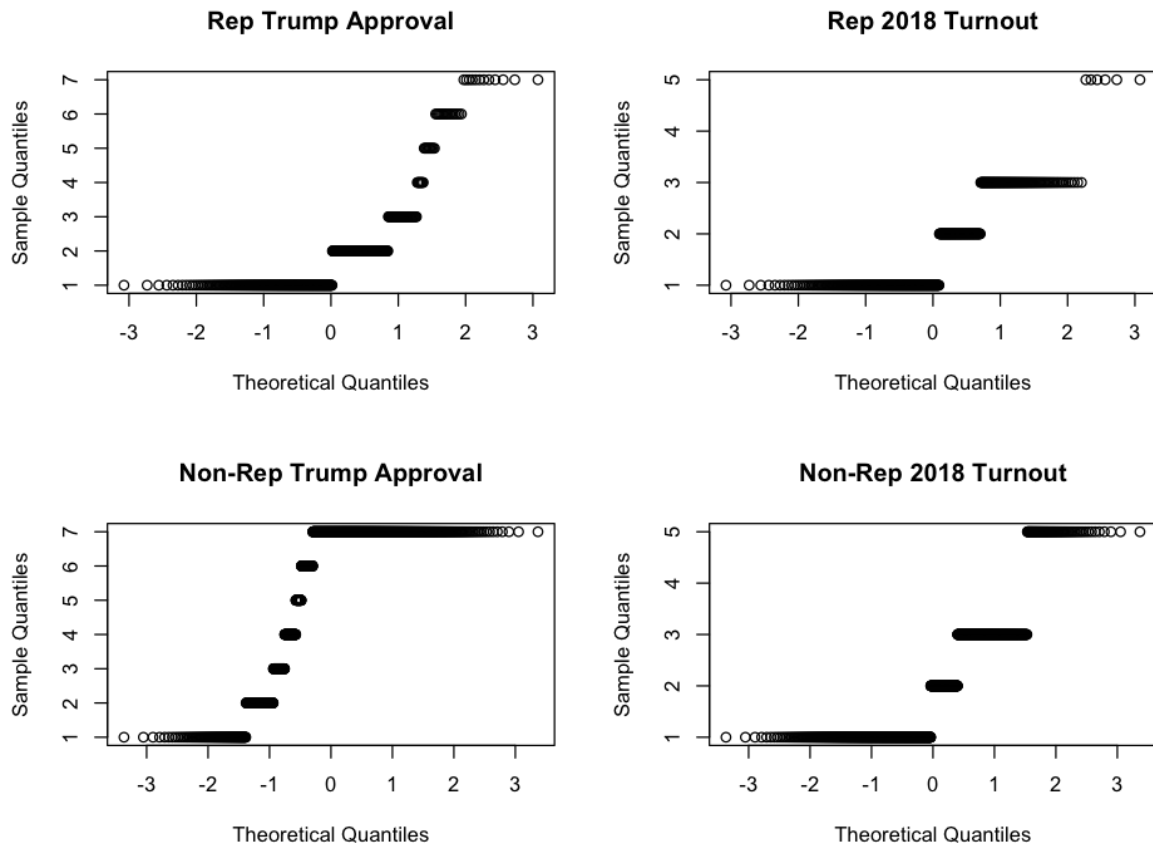 Rep Trump Approval
Sample Quantiles
7
6
5
4
3
2
1
-3 -2 -1 0 1 2 3
Theoretical Quantiles
Rep 2018 Turnout
Sample Quantiles
5
4
3
2
1
-3 -2 -1 0 1 2 3
Theoretical Quantiles
Non-Rep Trump Approval
Sample Quantiles
7
6
5
4
3
2
1
-3 -2 -1 0 1 2 3
Theoretical Quantiles
Non-Rep 2018 Turnout
Sample Quantiles
5
4
3
2
1
-3 -2 -1 0 1 2 3
Theoretical Quantiles